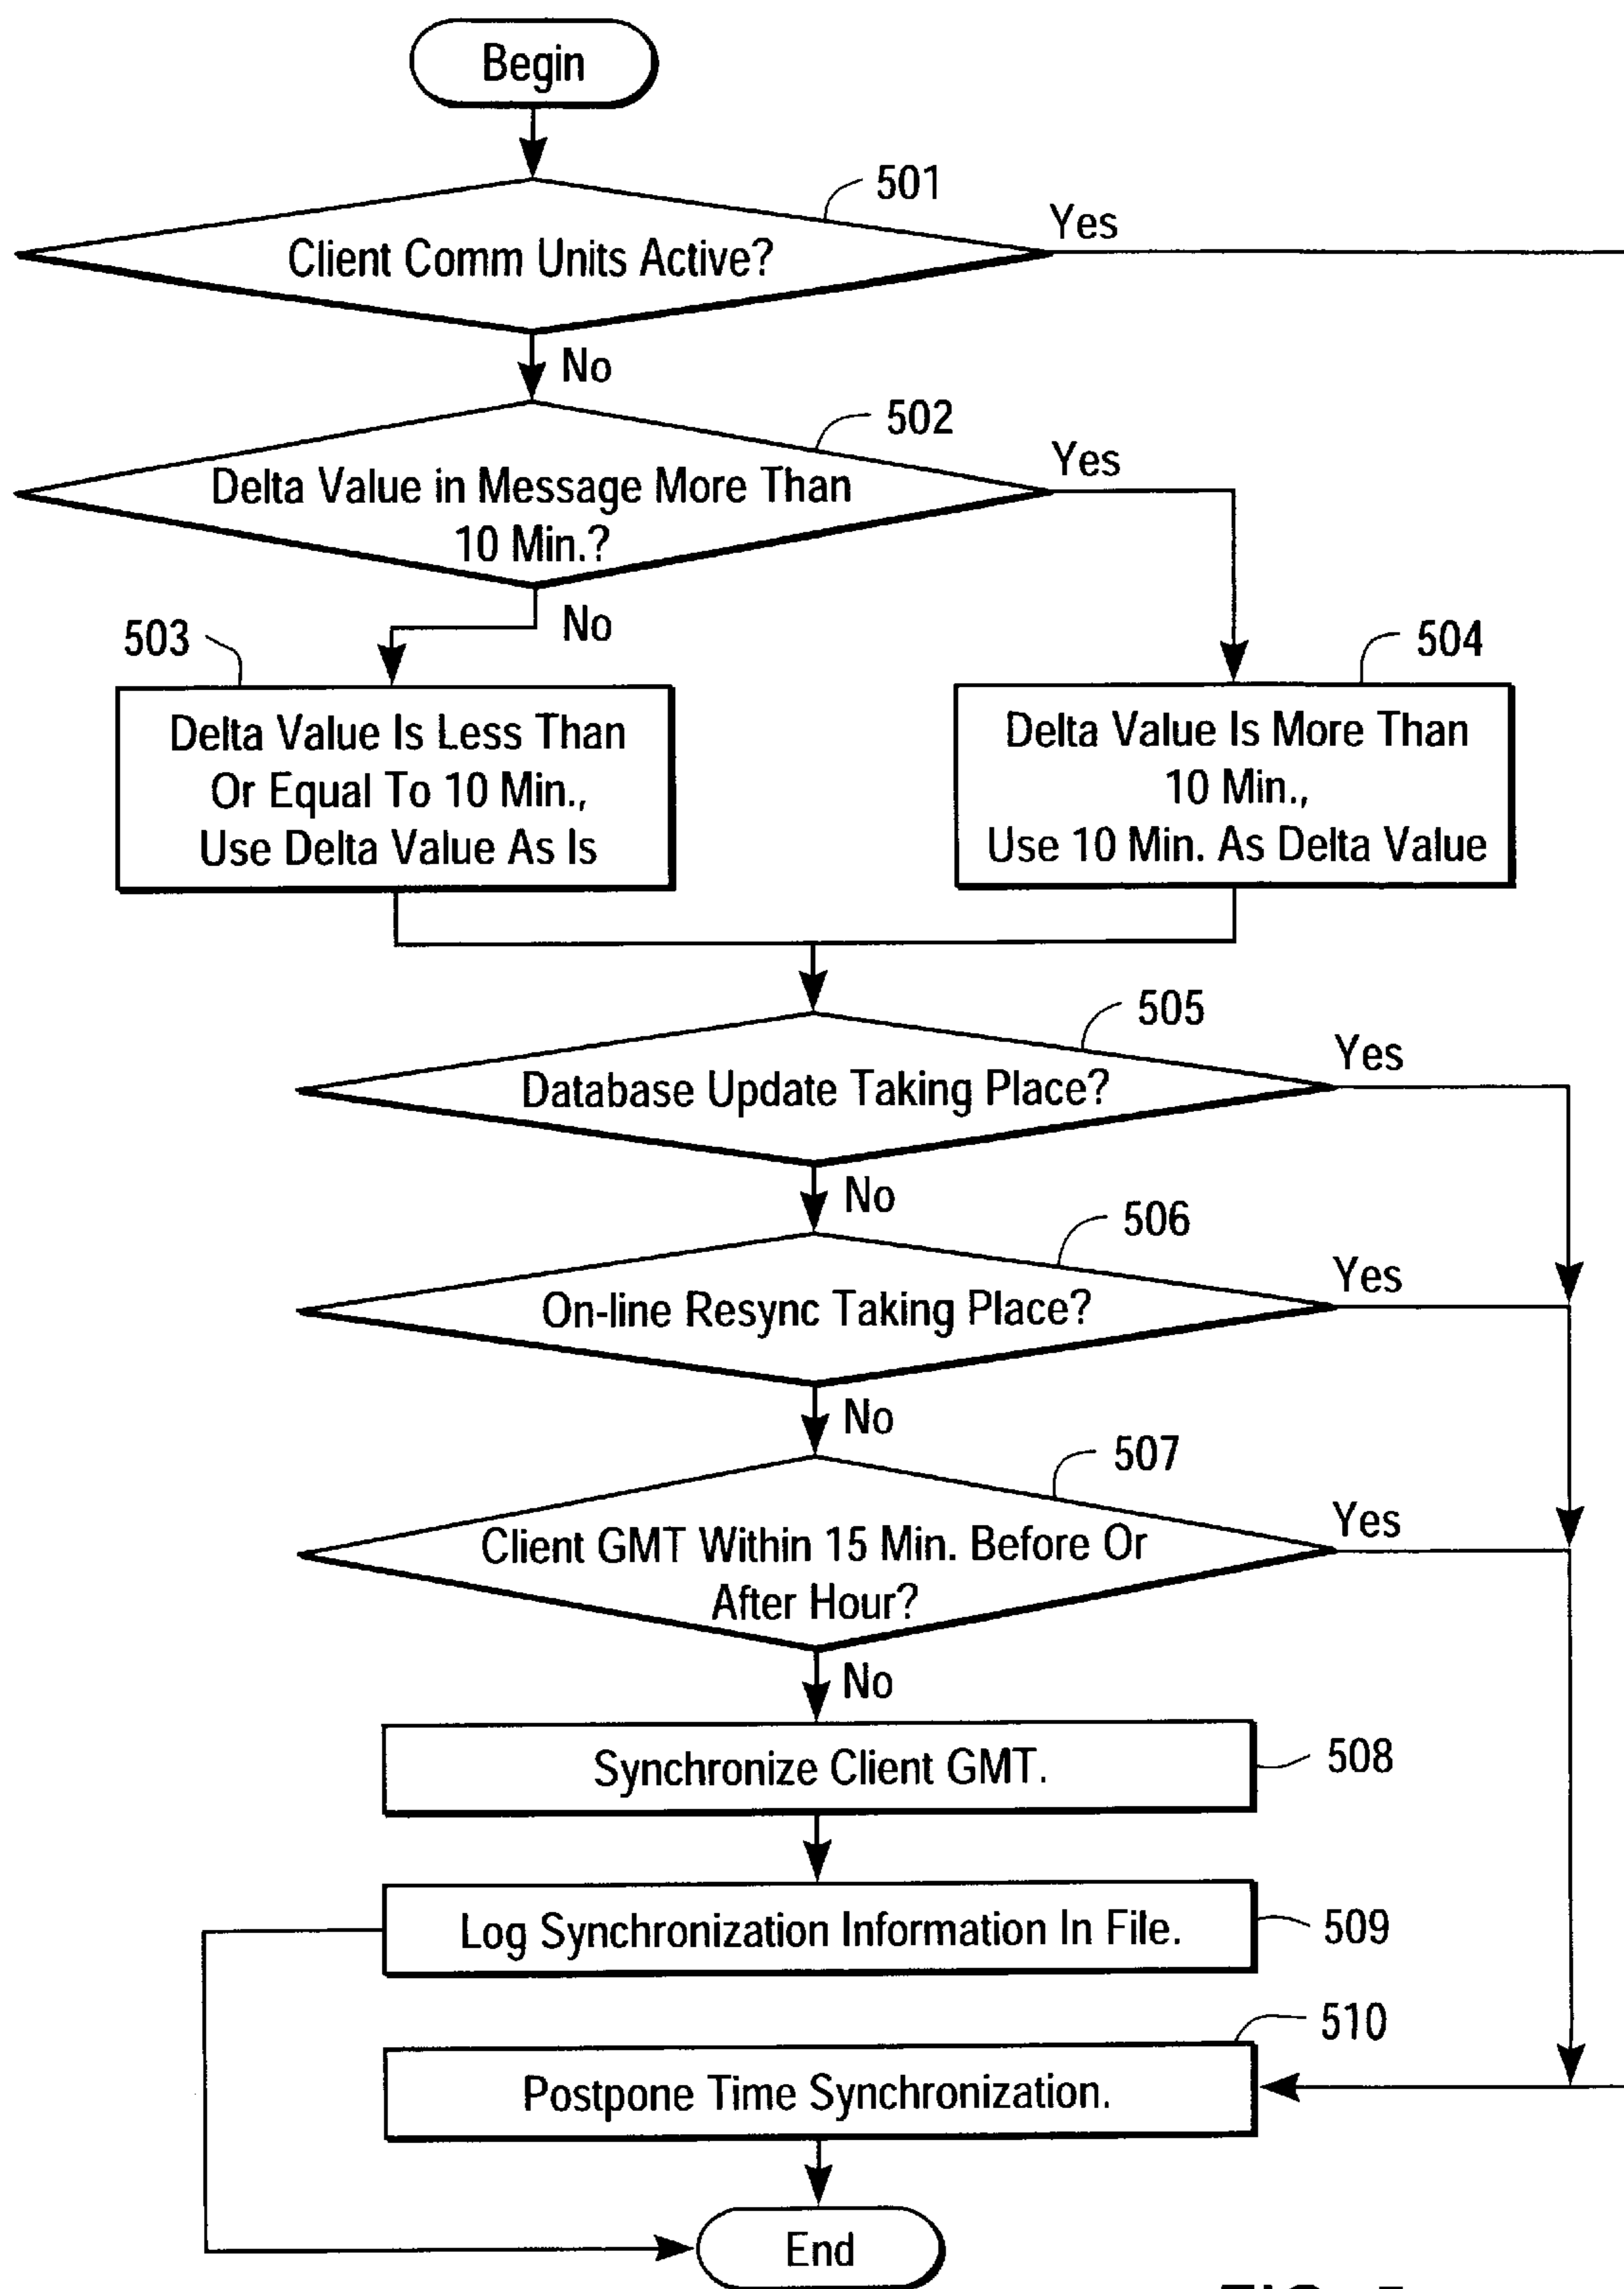 Begin
501
Yes
Client Comm Units Active?
No
502
Yes
Delta Value in Message More Than
10 Min.?
No
503
504
Delta Value Is Less Than
Or Equal To 10 Min.,
Use Delta Value As Is
Delta Value Is More Than
10 Min.,
Use 10 Min. As Delta Value
505
Yes
Database Update Taking Place?
No
506
Yes
On-line Resync Taking Place?
No
507
Yes
Client GMT Within 15 Min. Before Or
After Hour?
No
Synchronize Client GMT.
508
Log Synchronization Information In File.
509
510
Postpone Time Synchronization.
End